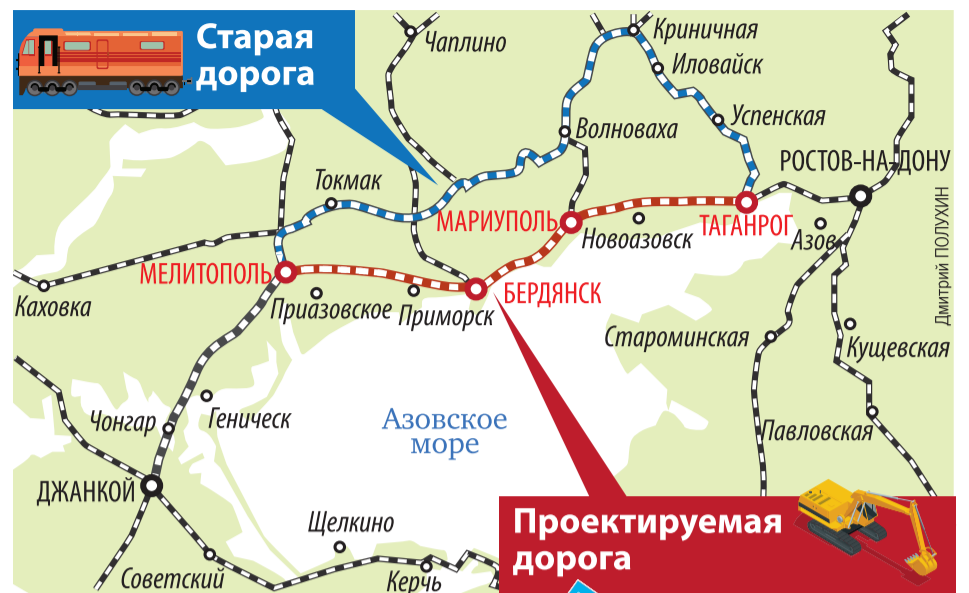 Старая
дорога
Чаплино
Криничная
Иловайск
Успенская
Волноваха
РОСТОВ-НА-ДОНУ
Токмак
МАРИУПОЛЬ
Новоазовск
ТАГАНРОГ
Азов
МЕЛИТОПОЛЬ
Каховка
Приазовское
Приморск
БЕРДЯНСК
Дмитрий ПОЛУХИН
Староминская
Кущевская
Чонгар
Геническ
Азовское
море
Павловская
ДЖАНКОЙ
Щелкино
Советский
Керчь
Проектируемая
дорога